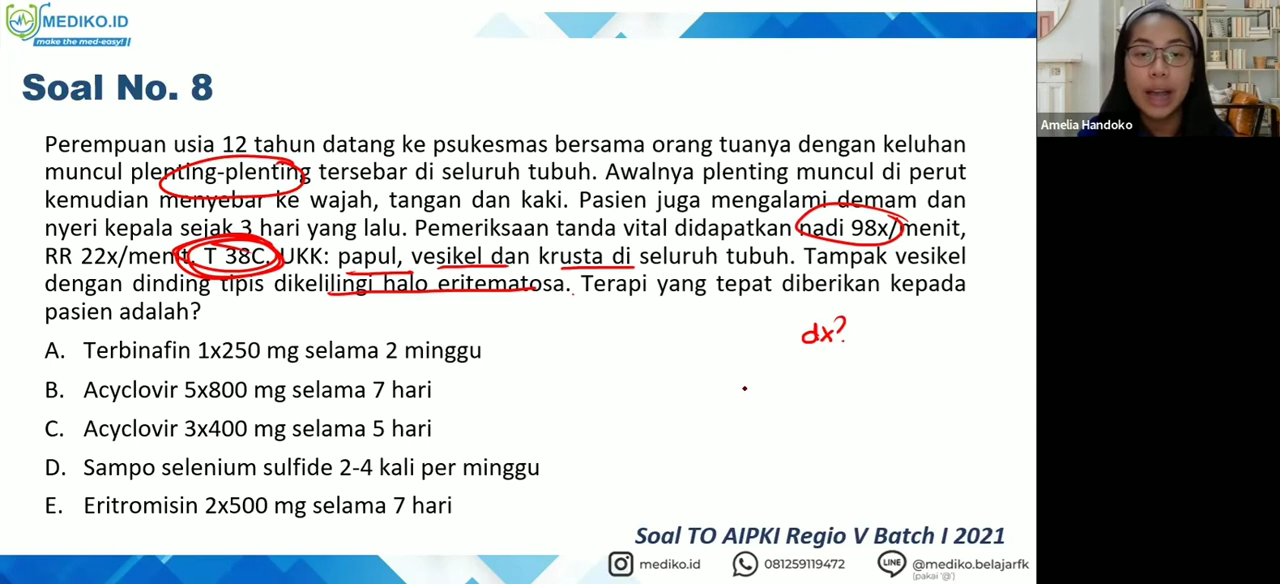 MEDIKO.ID
make the med-easy!
Soal No. 8
Amelia Handoko
Perempuan usia 12 tahun datang ke psukesmas bersama orang tuanya dengan keluhan
muncul plenting-plenting tersebar di seluruh tubuh. Awalnya plenting muncul di perut
kemudian menyebar ke wajah, tangan dan kaki. Pasien juga mengalami demam dan
nyeri kepala sejak 3 hari yang lalu. Pemeriksaan tanda vital didapatkan nadi 98x/menit,
RR 22x/menit, T 38C. UKK: papul, vesikel dan krusta di seluruh tubuh. Tampak vesikel
dengan dinding tipis dikelilingi halo eritematosa. Terapi yang tepat diberikan kepada
pasien adalah?
dx?
A. Terbinafin 1x250 mg selama 2 minggu
B. Acyclovir 5x800 mg selama 7 hari
C. Acyclovir 3x400 mg selama 5 hari
D. Sampo selenium sulfide 2-4 kali per minggu
E. Eritromisin 2x500 mg selama 7 hari
Soal TO AIPKI Regio V Batch I 2021
mediko.id 081259119472 LINE @mediko.belajarfk
(pakai '@')